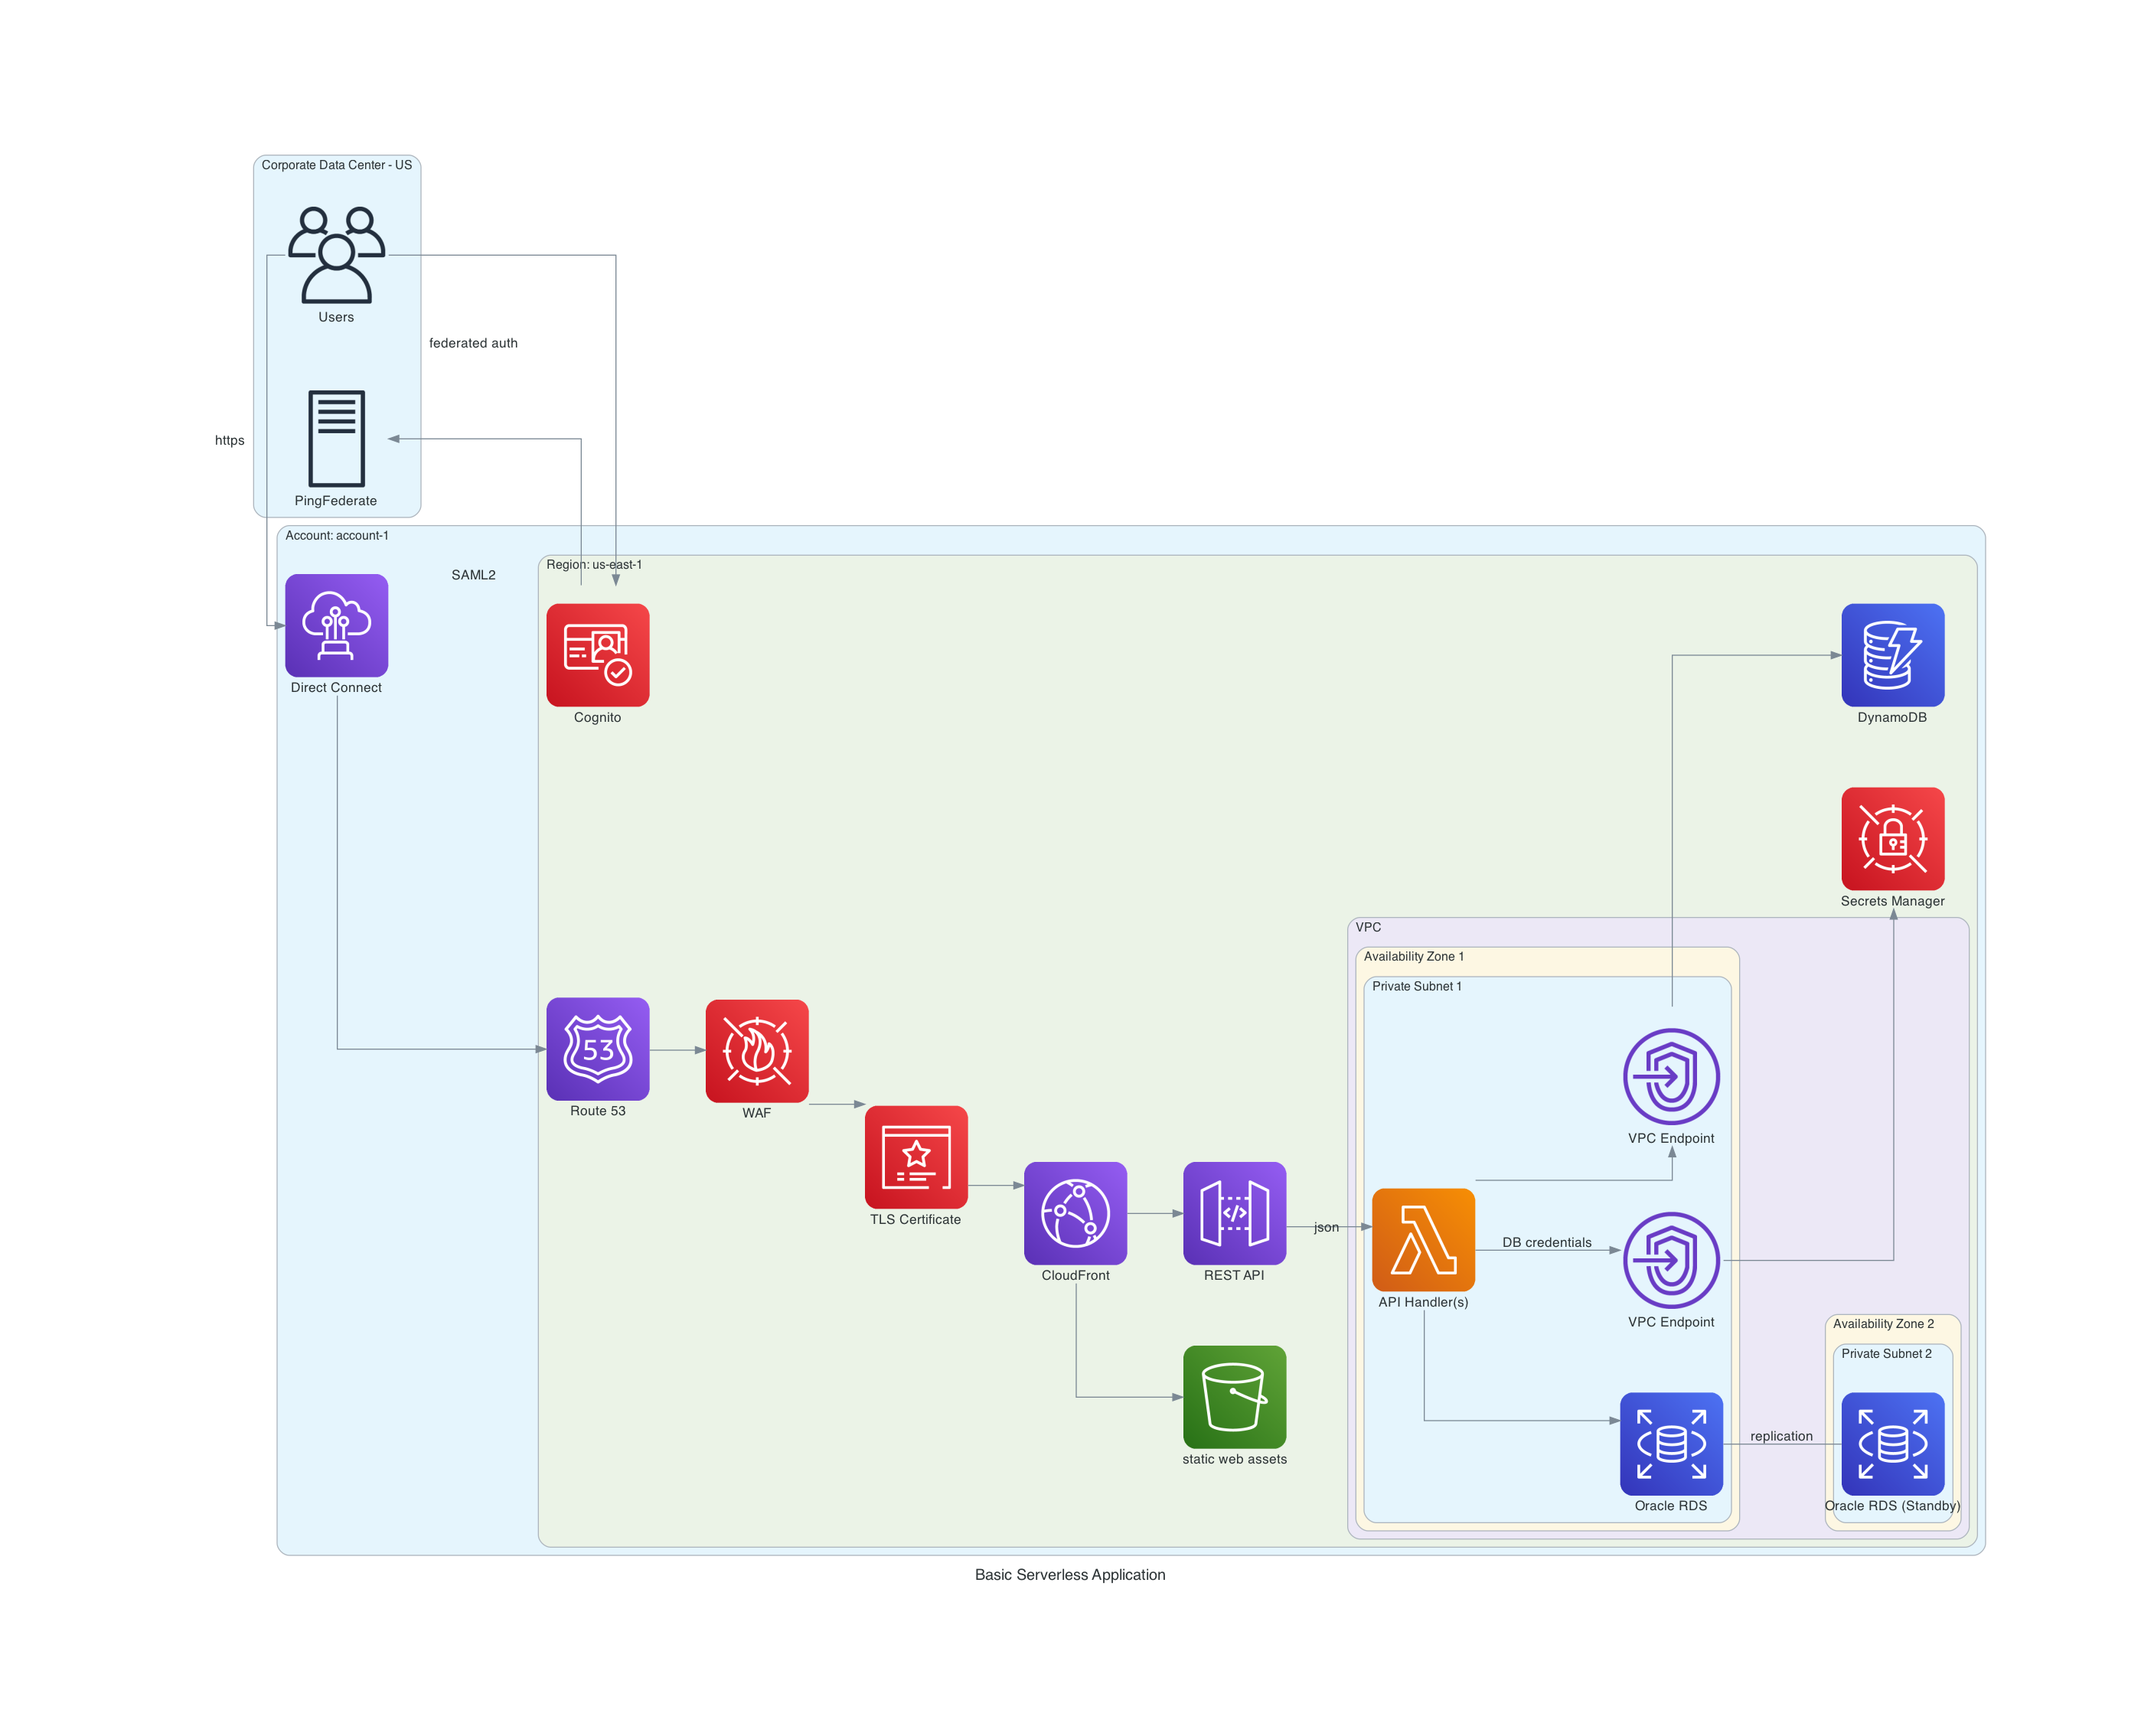 Corporate Data Center - US
Users
federated auth
https
PingFederate
Account: account-1
SAML2
Region: us-east-1
Direct Connect
Cognito
DynamoDB
Secrets Manager
VPC
Availability Zone 1
Private Subnet 1
53
Route 53
WAF
TLS Certificate
CloudFront
</>
REST API
json
API Handler(s)
DB credentials
VPC Endpoint
VPC Endpoint
Availability Zone 2
Private Subnet 2
static web assets
Oracle RDS
replication
Oracle RDS (Standby)
Basic Serverless Application